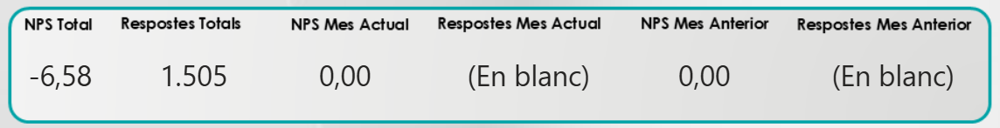 NPS Total Respostes Totals NPS Mes Actual Respostes Mes Actual NPS Mes Anterior Respostes Mes Anterior
-6,58 1.505 0,00 (En blanc) 0,00 (En blanc)